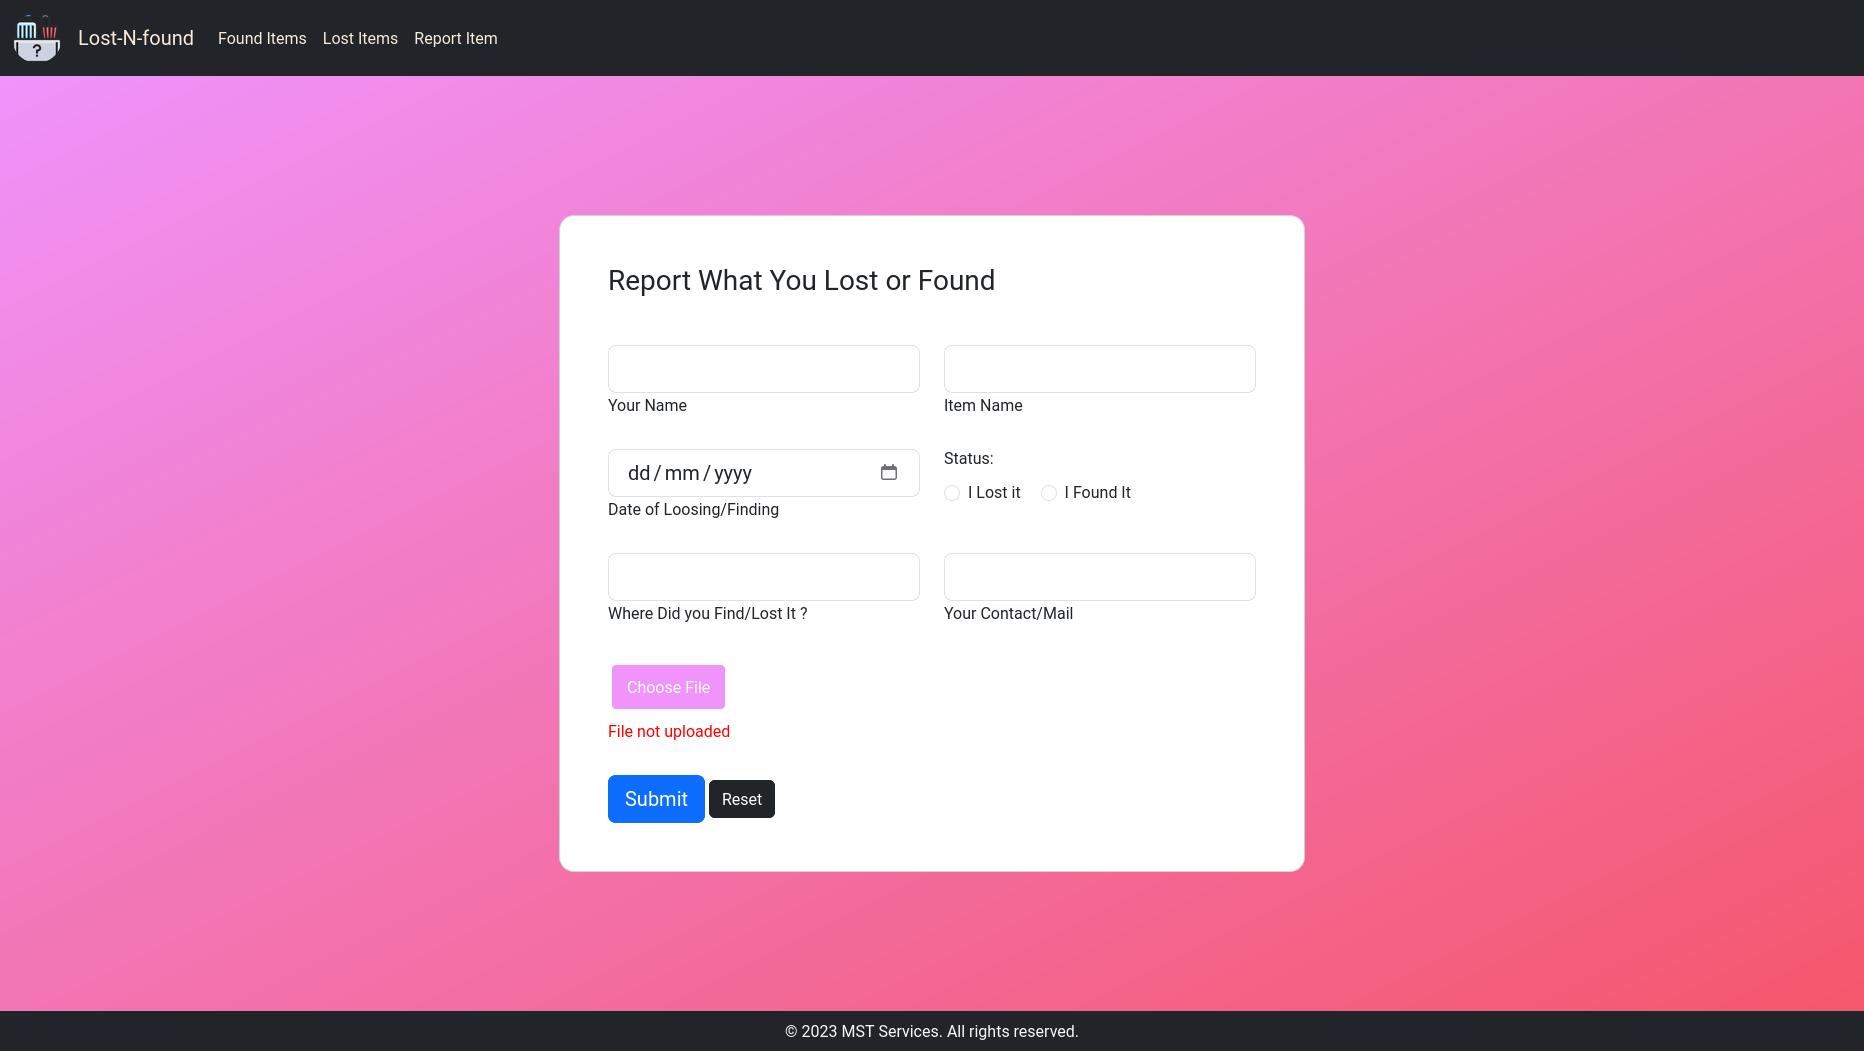 ?
Lost-N-found
Found Items
Lost Items
Report Item
Report What You Lost or Found
Your Name
Item Name
dd/mm/yyyy
Date of Loosing/Finding
Status:
I Lost it
I Found It
Where Did you Find/Lost It ?
Your Contact/Mail
Choose File
File not uploaded
Submit
Reset
© 2023 MST Services. All rights reserved.